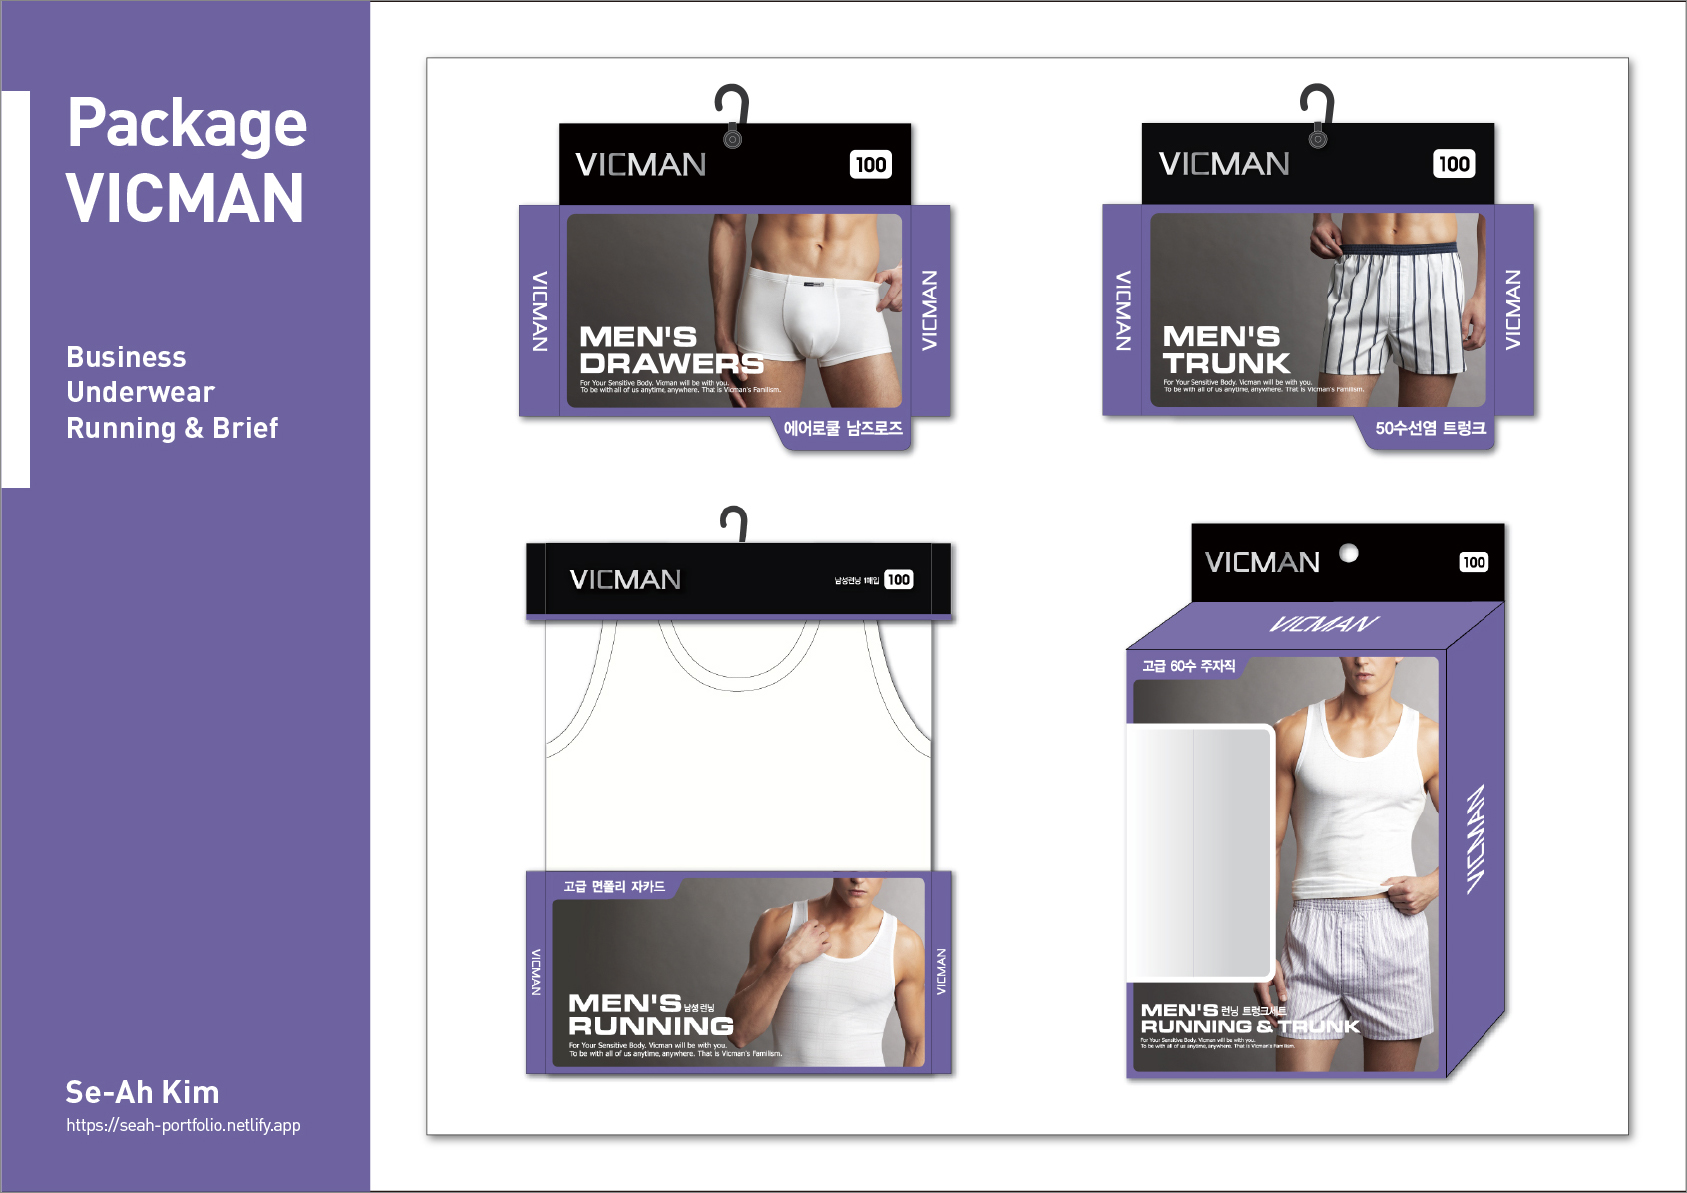 Package
VICMAN
Business
Underwear
Running & Brief
Se-Ah Kim
https://seah-portfolio.netlify.app
VICMAN
100
VICMAN
VICMAN
MEN'S
DRAWERS
For Your Sensitive Body. Vicman will be with you.
To be with all of us anytime, anywhere. That is Vicman's Familism.
에어로쿨 남즈로즈
VICMAN
100
VICMAN
VICMAN
MEN'S
TRUNK
For Your Sensitive Body. Vicman will be with you.
To be with all of us anytime, anywhere. That is Vicman's Familism.
50수선염 트렁크
VICMAN
남성런닝 1매입 100
고급 면폴리 자카드
VICMAN
VICMAN
MEN'S 남성 런닝
RUNNING
For Your Sensitive Body. Vicman will be with you.
To be with all of us anytime, anywhere. That is Vicman's Familism.
VICMAN
100
VICMAN
고급 60수 주자직
VICMAN
MEN'S 런닝 트렁크세트
RUNNING & TRUNK
For Your Sensitive Body. Vicman will be with you.
To be with all of us anytime, anywhere. That is Vicman's Familism.